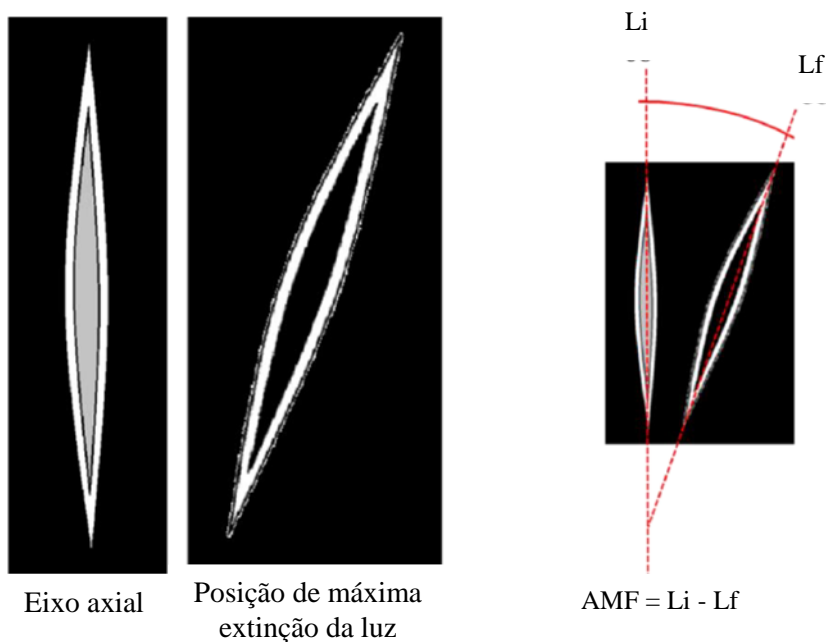 Li
Lf
Eixo axial
Posição de máxima
extinção da luz
AMF = Li - Lf